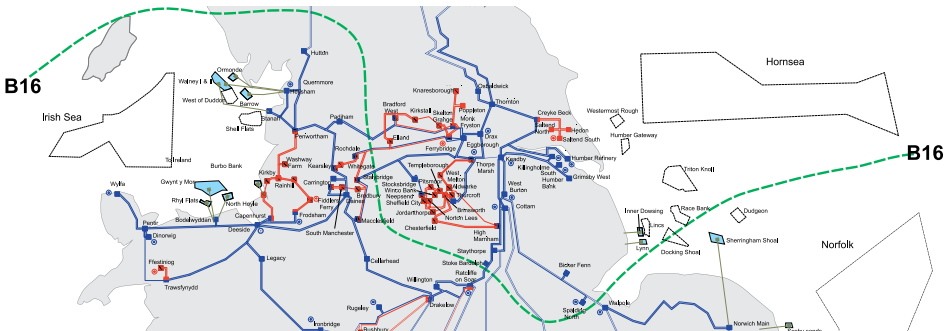 B16
Irish Sea
To Ireland
Ormonde
Walney I & II
West of Duddon
Barrow
Shell Flats
Burbo Bank
Gwynt y Mor
Rhyl Flats
North Hoyle
Wylfa
Pentir
Dinorwig
Ffestiniog
Trawsfynydd
Bodelwyddan
Deeside
Capenhurst
Frodsham
Legacy
Ironbridge
Hutton
Quernmore
Heysham
Stanah
Penwortham
Padiham
Rochdale
Kearsley
Whitegate
Washway
Farm
Kirkby
Rainhill
Carrington
Fiddlers
Ferry
South Manchester
Stalybridge
Bredbury
Macclesfield
Cellarhead
Rugeley
Bushbury
Drakelow
Willington
Ratcliffe
on Soar
Staythorpe
Bradford
West
Kirkstall
Skelton
Grange
Elland
Knaresborough
Poppleton
Monk
Fryston
Ferrybridge
Eggborough
Drax
Osbaldwick
Thornton
Templeborough
West
Melton
Thorpe
Marsh
Pitsmoor
Aldwarke
Thurcroft
Stocksbridge
Winco Bank
Neepsend
Sheffield City
Jordanthorpe
Chesterfield
Brinsworth
Norton Lees
High
Marnham
West
Burton
Cottam
Keadby
Killingholme
South
Humber
Bank
Humber Refinery
Grimsby West
Creyke Beck
Saltend
North
Hedon
Saltend South
Westermost Rough
Humber Gateway
Hornsea
B16
Triton Knoll
Inner Dowsing
Race Bank
Lincs
Lynn
Docking Shoal
Dudgeon
Sherringham Shoal
Norfolk
Bicker Fenn
Spalding
North
Walpole
Norwich Main